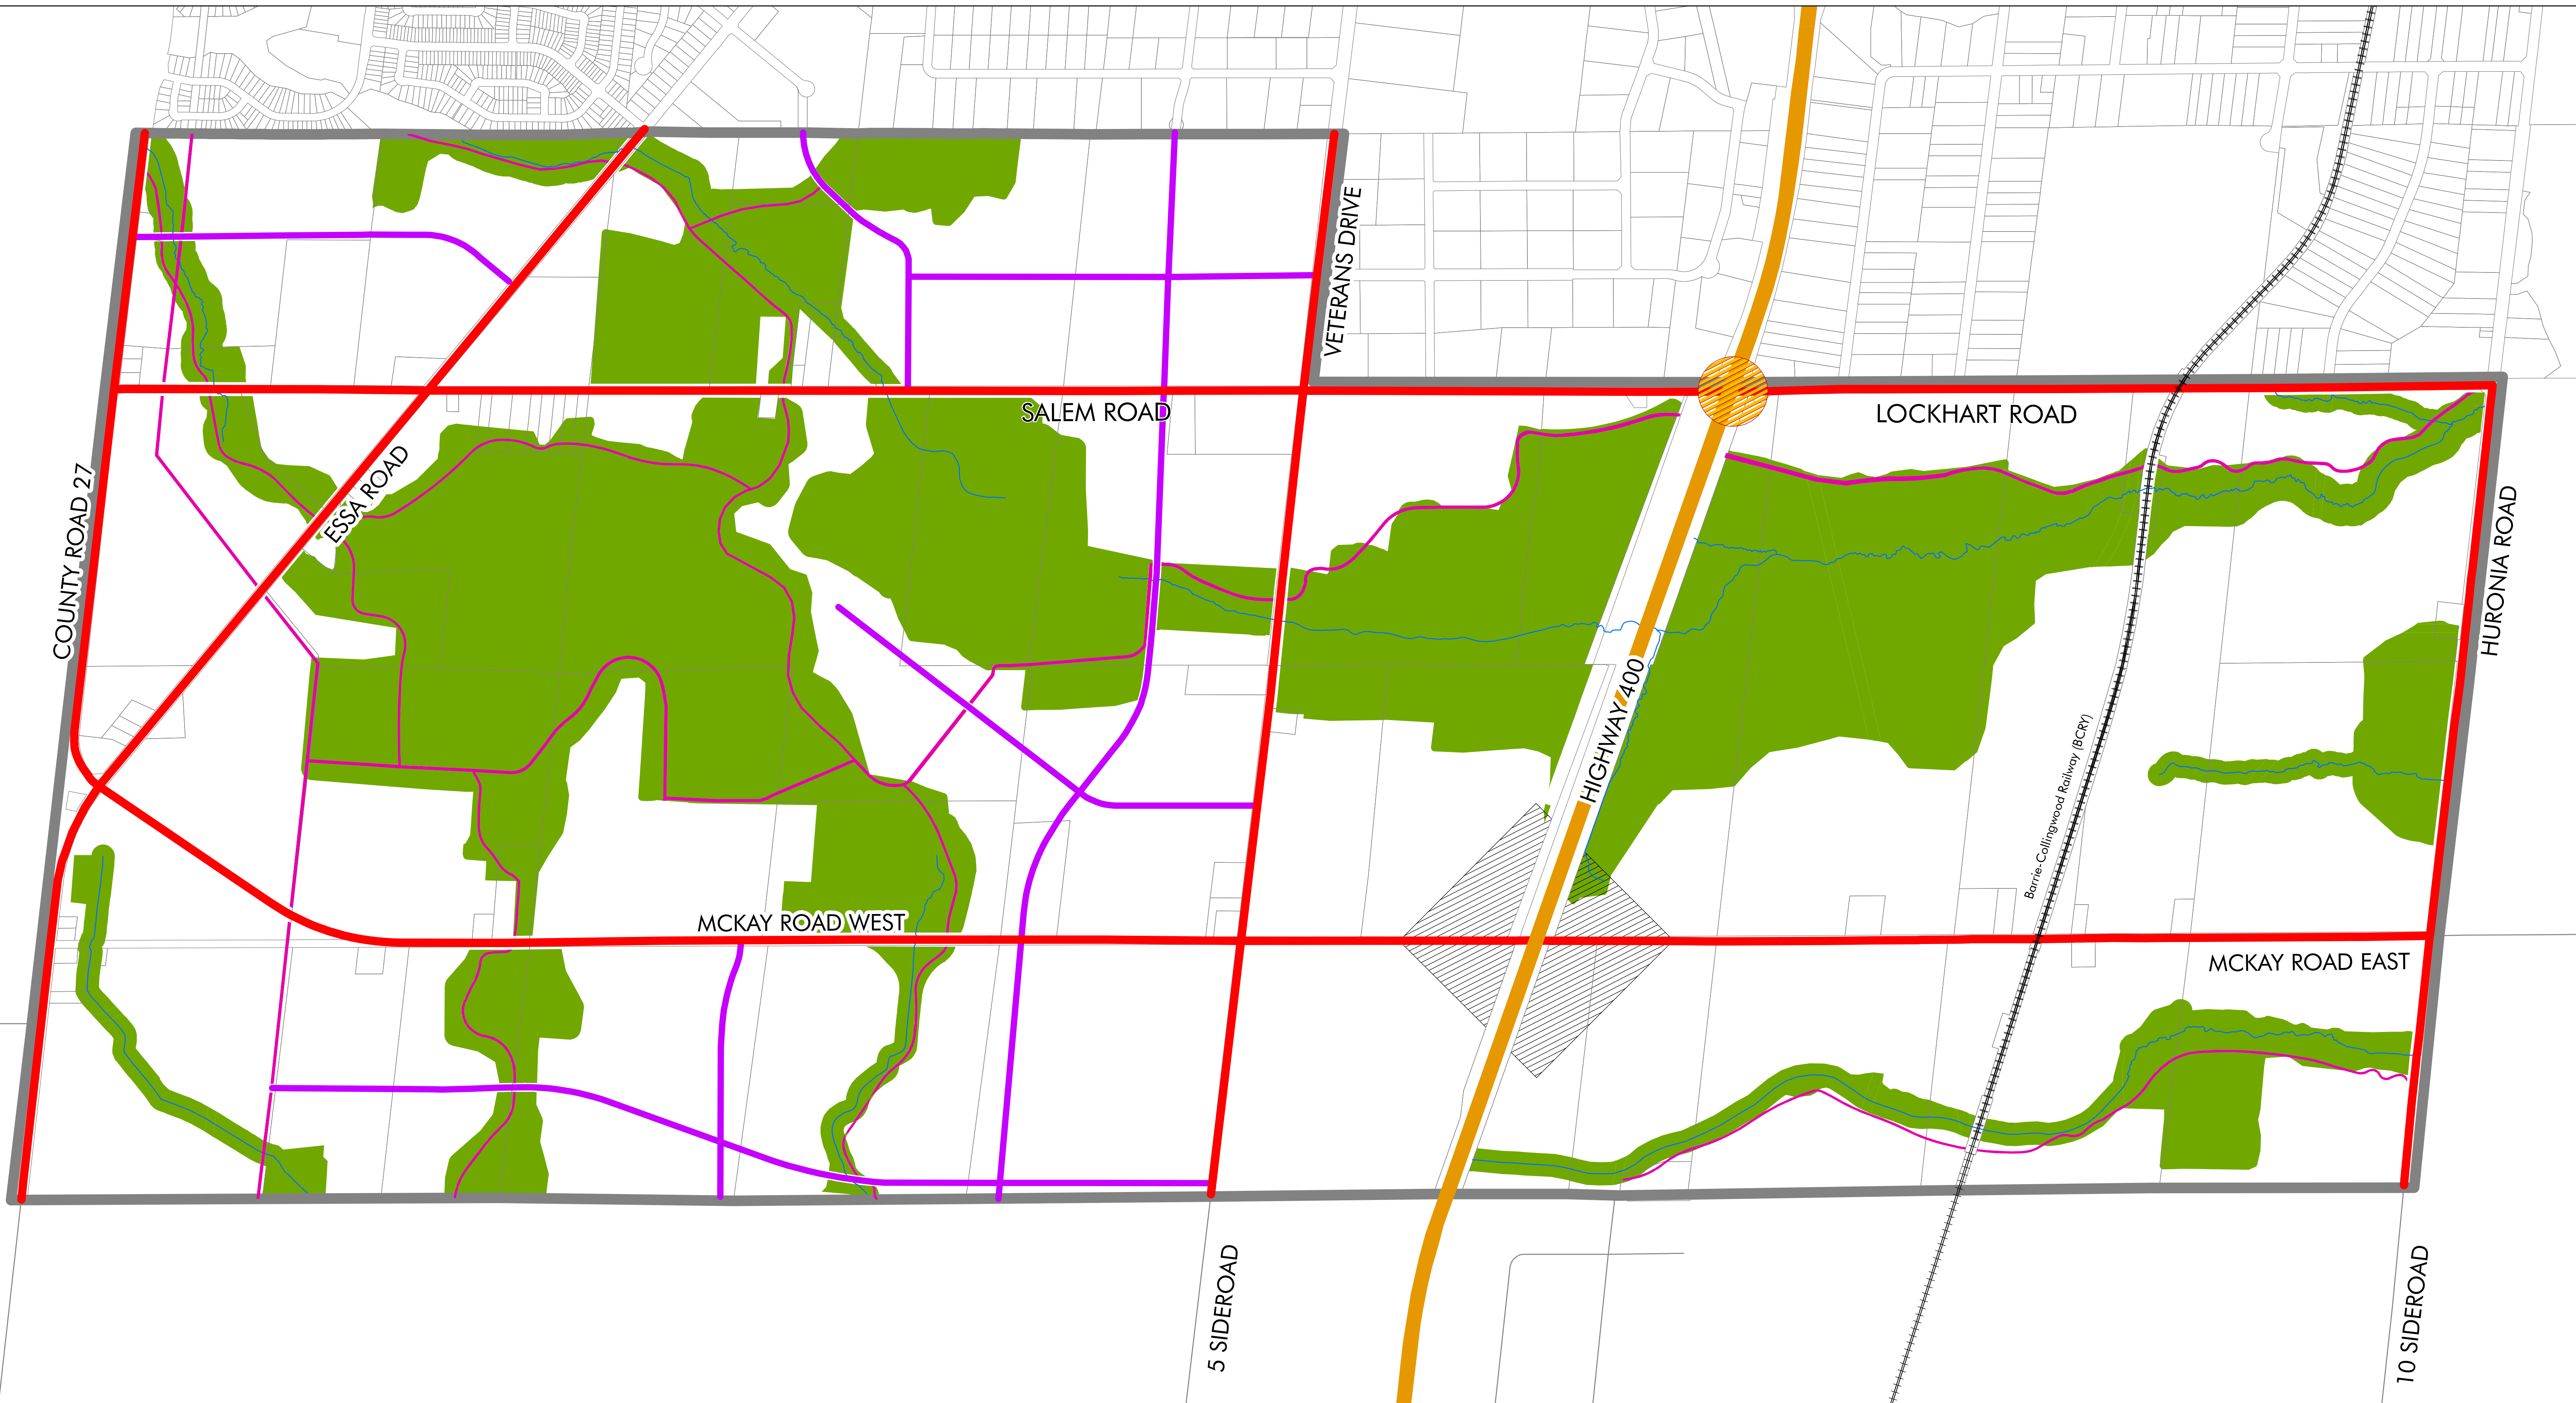 VETERANS DRIVE
SALEM ROAD
LOCKHART ROAD
COUNTY ROAD 27
ESSA ROAD
HURONIA ROAD
HIGHWAY 400
Barrie-Collingwood Railway (BCRY)
MCKAY ROAD WEST
MCKAY ROAD EAST
5 SIDEROAD
10 SIDEROAD